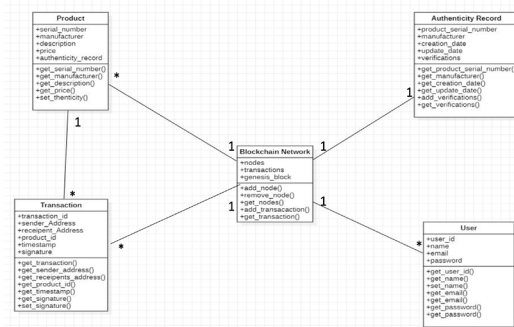 Product
+serial_number
+manufacturer
+description
+price
+authenticity_record
+get_serial_number()
+get_manufacturer()
+get_description()
+get_price()
+set_thenticity()
*
1
*
Transaction
+transaction_id
+sender_Address
+receipent_Address
+product_id
+timestamp
+signature
+get_transaction()
+get_sender_address()
+get_receipents_address()
+get_product_id()
+get_timestamp()
+get_signature()
+set_signature()
*
1
1
Blockchain Network
+nodes
+transactions
+genesis_block
+add_node()
+remove_node()
+get_nodes()
+add_transacaction()
+get_transaction()
1
1
Authenticity Record
+product_serial_number
+manufacturer
+creation_date
+update_date
+verifications
+get_product_serial_number()
+get_manufacturer()
+get_creation_date()
+get_update_date()
+add_verifications()
+get_verifications()
1
*
User
+user_id
+name
+email
+password
+get_user_id()
+get_name()
+set_name()
+get_email()
+get_email()
+get_password()
+get_password()